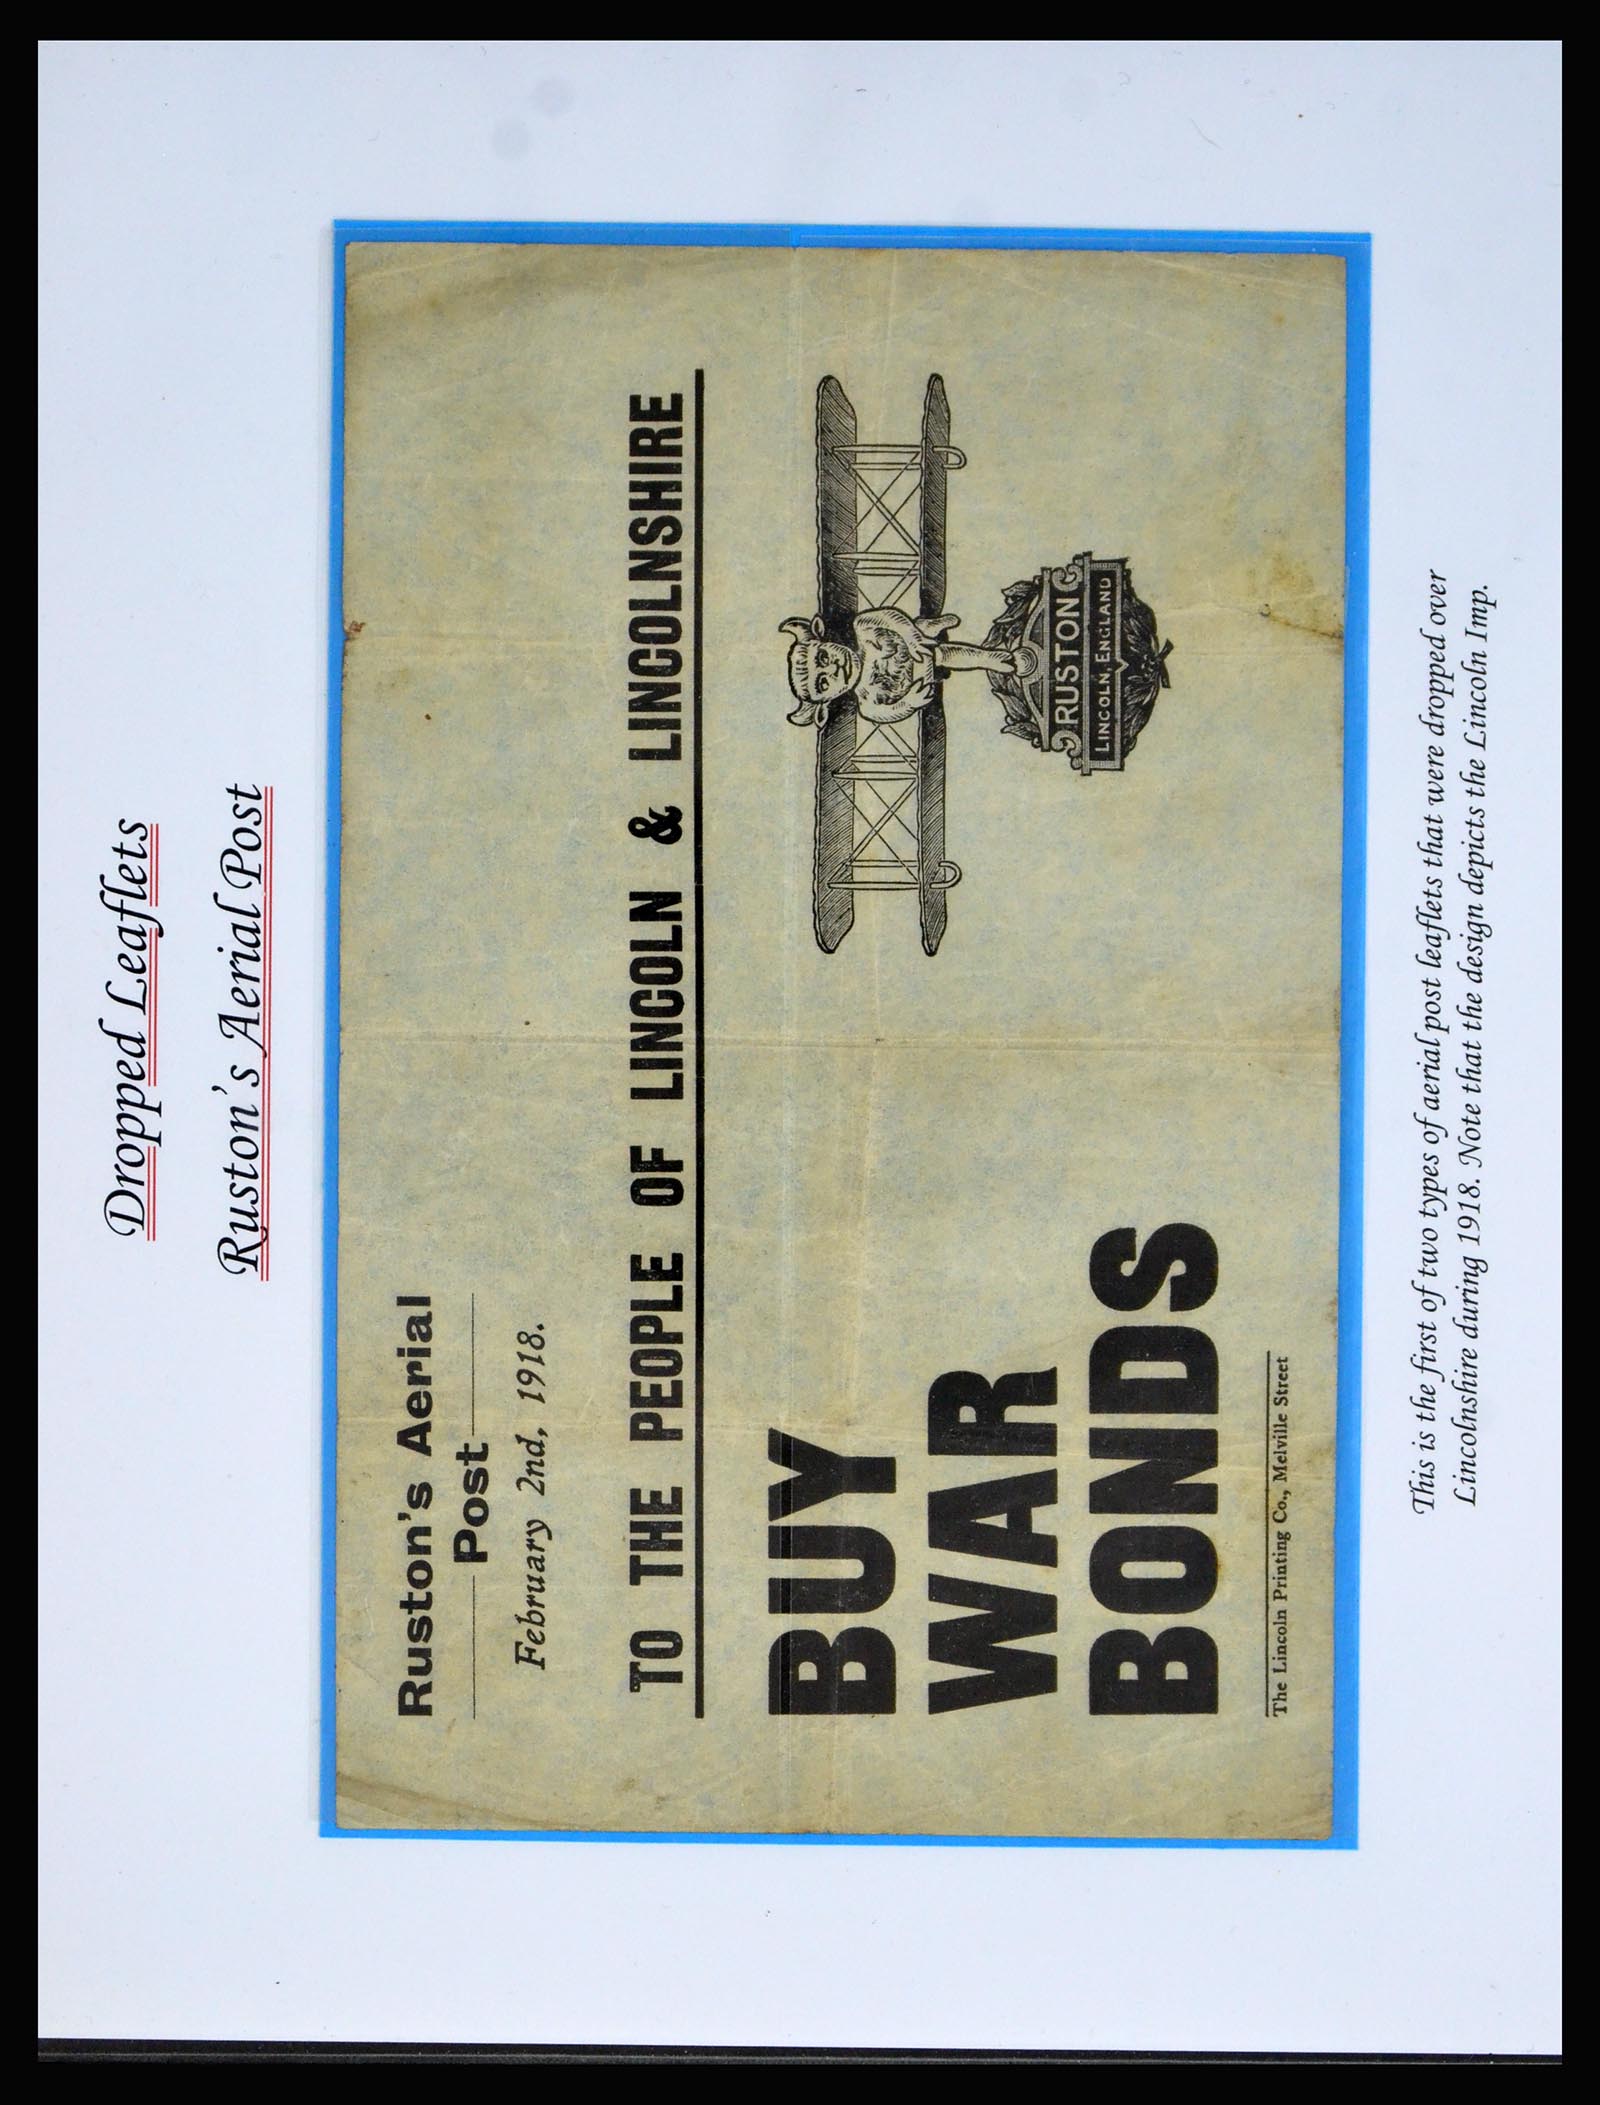 Dropped Leaflets
Ruston's Aerial Post
Ruston's Aerial
Post
February 2nd, 1918.
TO THE PEOPLE OF LINCOLN & LINCOLNSHIRE
BUY
WAR
BONDS
RUSTON
LINCOLN, ENGLAND
The Lincoln Printing Co., Melville Street
This is the first of two types of aerial post leaflets that were dropped over
Lincolnshire during 1918. Note that the design depicts the Lincoln Imp.